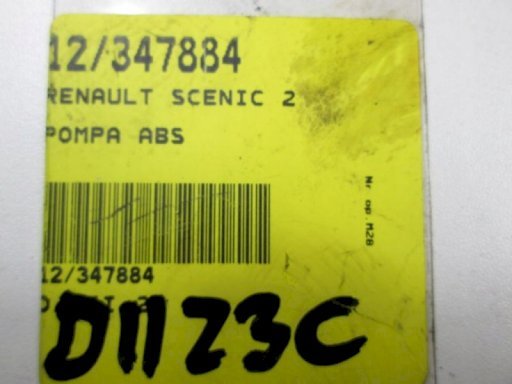 12/347884
RENAULT SCENIC 2
POMPA ABS
Nr op.M28
12/347884
D1123C